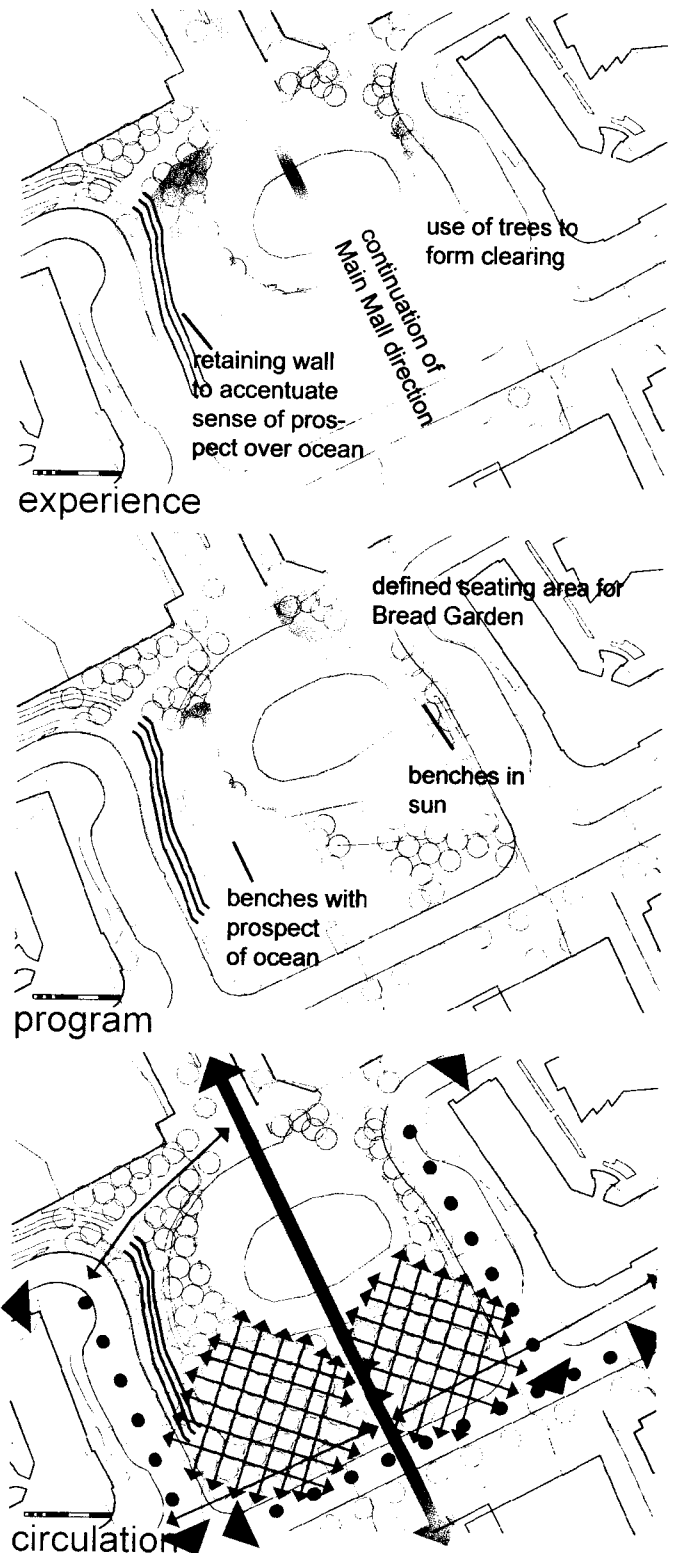 use of trees to
form clearing
continuation of
Main Mall direction
retaining wall
to accentuate
sense of pros-
pect over ocean
experience
defined seating area for
Bread Garden
benches in
sun
benches with
prospect
of ocean
program
circulation